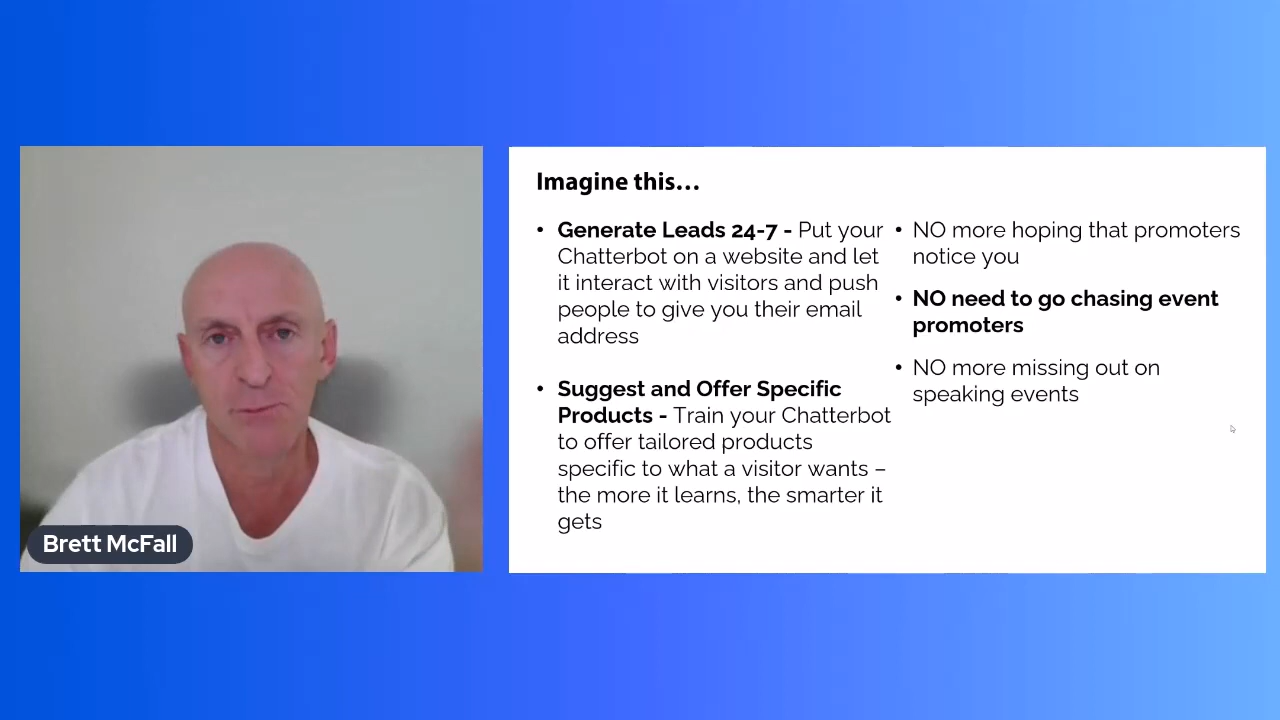 Imagine this...
• Generate Leads 24-7 - Put your
Chatterbot on a website and let
it interact with visitors and push
people to give you their email
address
• Suggest and Offer Specific
Products - Train your Chatterbot
to offer tailored products
specific to what a visitor wants –
the more it learns, the smarter it
gets
• NO more hoping that promoters
notice you
• NO need to go chasing event
promoters
• NO more missing out on
speaking events
Brett McFall